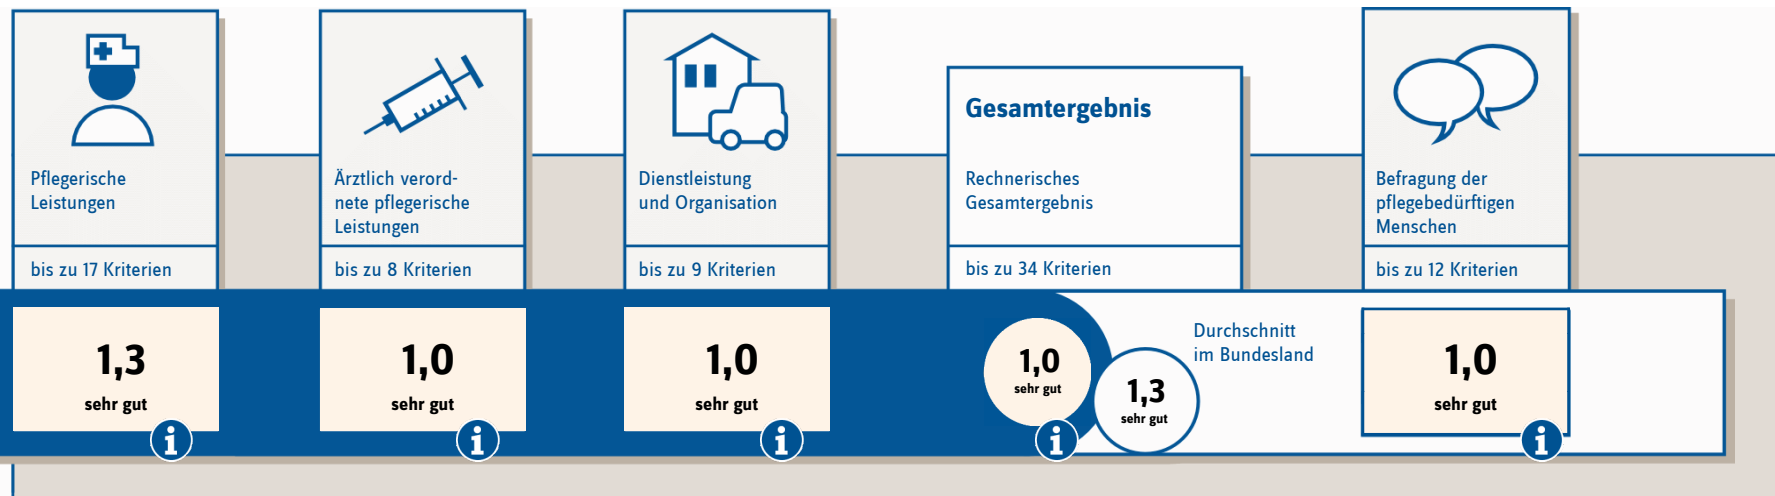 Pflegerische
Leistungen
bis zu 17 Kriterien
1,3
sehr gut
i
Ärztlich verord-
nete pflegerische
Leistungen
bis zu 8 Kriterien
1,0
sehr gut
i
Dienstleistung
und Organisation
bis zu 9 Kriterien
1,0
sehr gut
i
Gesamtergebnis
Rechnerisches
Gesamtergebnis
bis zu 34 Kriterien
1,0
sehr gut
i
1,3
sehr gut
Durchschnitt
im Bundesland
Befragung der
pflegebedürftigen
Menschen
bis zu 12 Kriterien
1,0
sehr gut
i